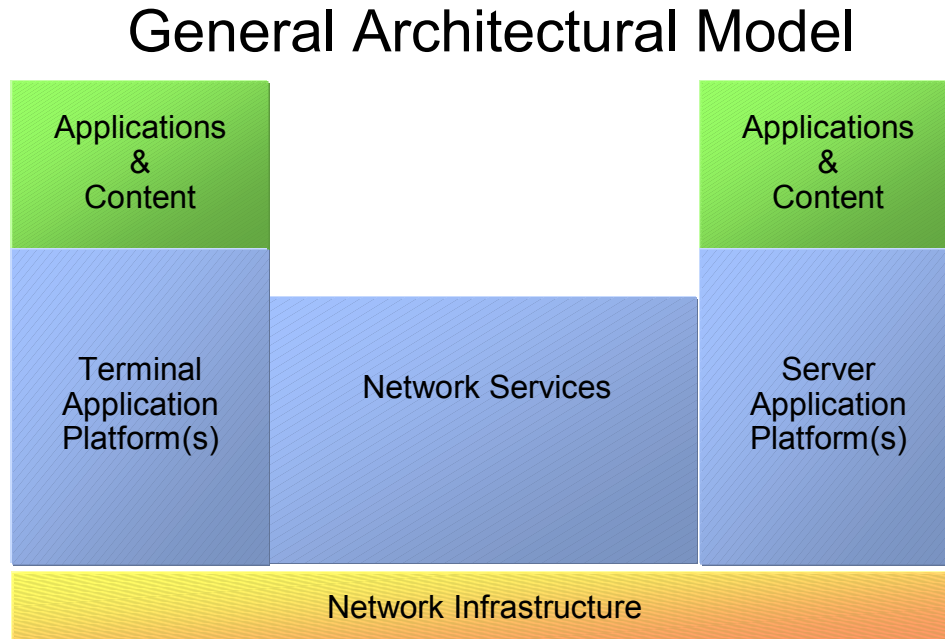 General Architectural Model
Applications
&
Content
Applications
&
Content
Terminal
Application
Platform(s)
Network Services
Server
Application
Platform(s)
Network Infrastructure